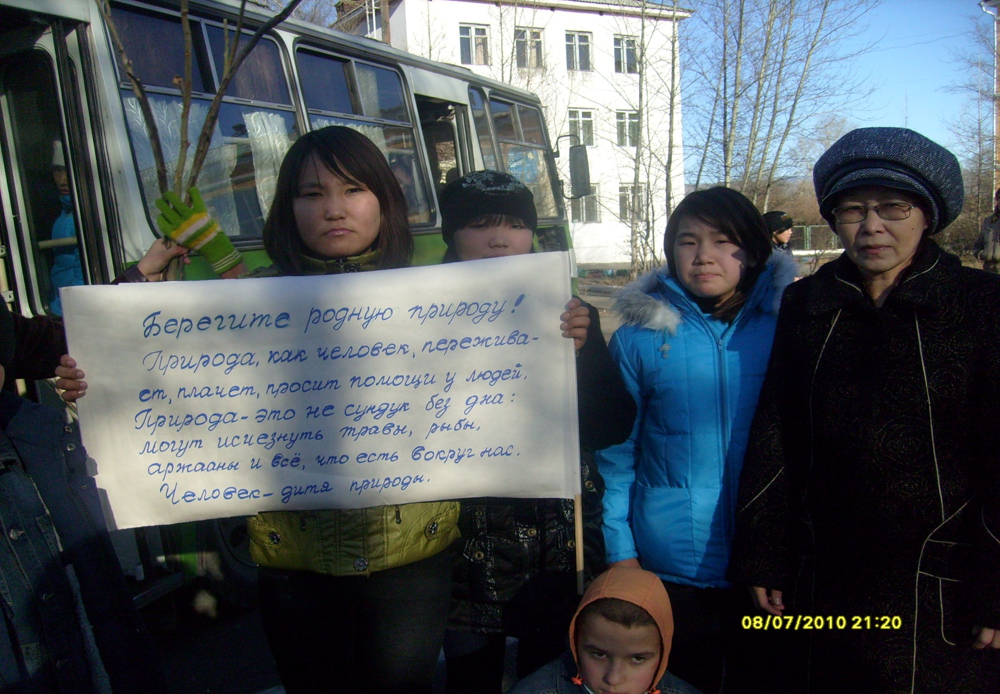 Берегите родную природу!
Природа, как человек, пережива-
ет, плачет, просит помощи у людей.
Природа - это не сундук без дна:
могут исчезнуть травы, рыбы,
аржааны и всё, что есть вокруг нас.
Человек - дитя природы.
08/07/2010 21:20